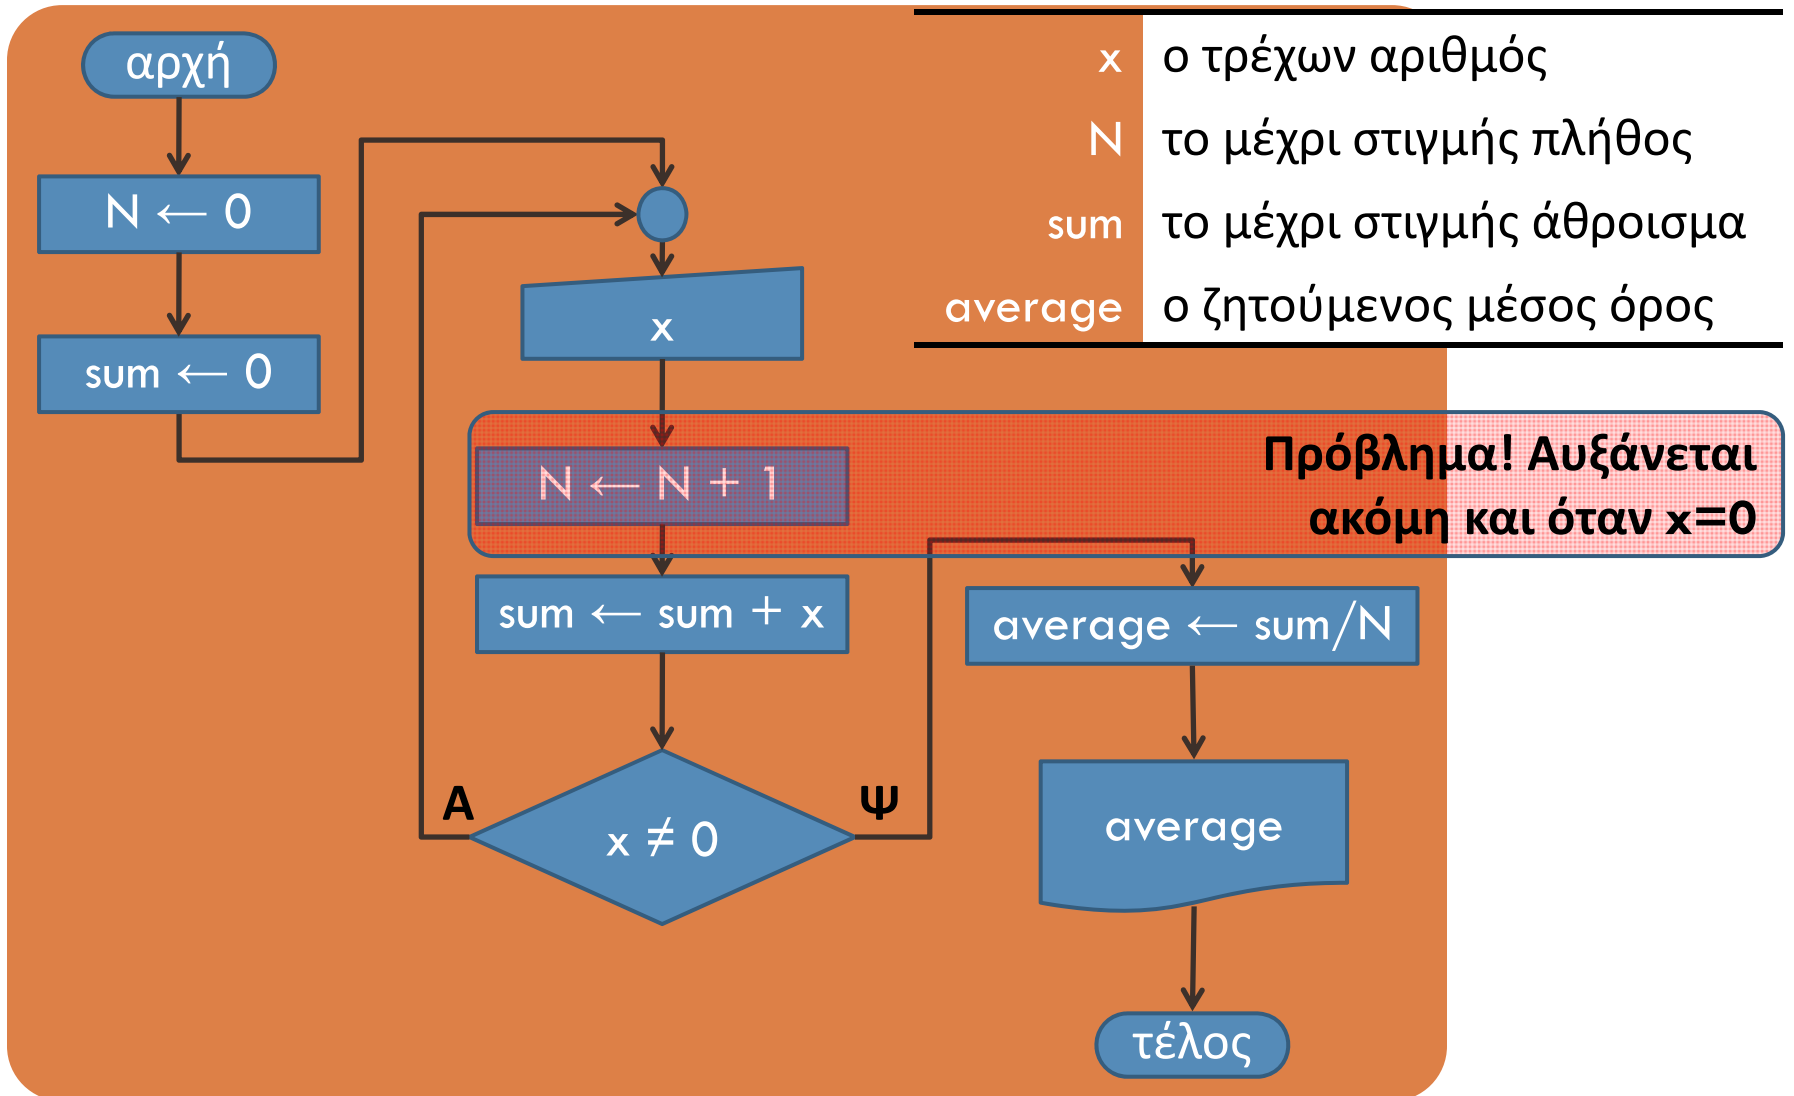 αρχή
N ← 0
sum ← 0
x
N ← N + 1
sum ← sum + x
x ≠ 0
Α
Ψ
average ← sum/N
average
τέλος
x ο τρέχων αριθμός
N το μέχρι στιγμής πλήθος
sum το μέχρι στιγμής άθροισμα
average ο ζητούμενος μέσος όρος
Πρόβλημα! Αυξάνεται
ακόμη και όταν x=0